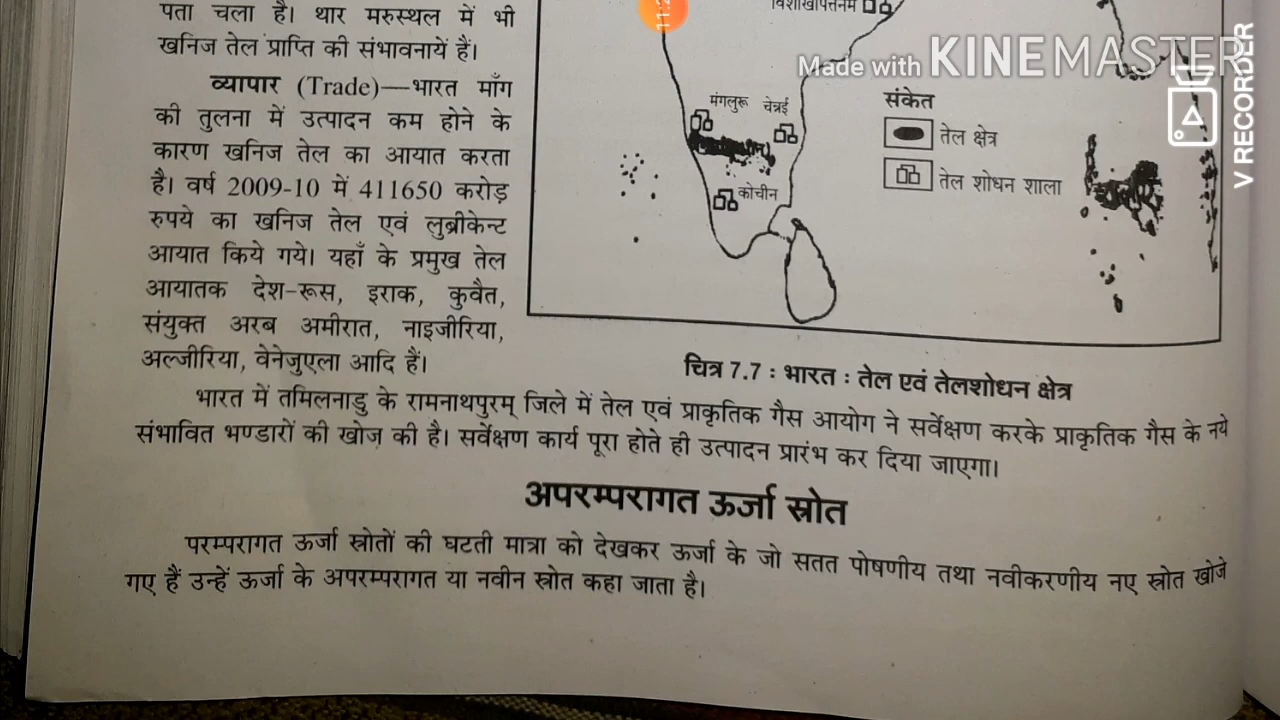 पता चला है। थार मरुस्थल में भी
खनिज तेल प्राप्ति की संभावनायें हैं।
व्यापार (Trade)—भारत माँग
की तुलना में उत्पादन कम होने के
कारण खनिज तेल का आयात करता
है। वर्ष 2009-10 में 411650 करोड़
रुपये का खनिज तेल एवं लुब्रीकेन्ट
आयात किये गये। यहाँ के प्रमुख तेल
आयातक देश-रूस, इराक, कुवैत,
संयुक्त अरब अमीरात, नाइजीरिया,
अल्जीरिया, वेनेजुएला आदि हैं।
विशाखापत्तनम
मंगलुरू चेन्नई
कोचीन
संकेत
तेल क्षेत्र
तेल शोधन शाला
चित्र 7.7 : भारत : तेल एवं तेलशोधन क्षेत्र
भारत में तमिलनाडु के रामनाथपुरम् जिले में तेल एवं प्राकृतिक गैस आयोग ने सर्वेक्षण करके प्राकृतिक गैस के नये
संभावित भण्डारों की खोज की है। सर्वेक्षण कार्य पूरा होते ही उत्पादन प्रारंभ कर दिया जाएगा।
अपरम्परागत ऊर्जा स्रोत
परम्परागत ऊर्जा स्रोतों की घटती मात्रा को देखकर ऊर्जा के जो सतत पोषणीय तथा नवीकरणीय नए स्रोत खोजे
गए हैं उन्हें ऊर्जा के अपरम्परागत या नवीन स्रोत कहा जाता है।
Made with KINEMASTER
V RECORDER